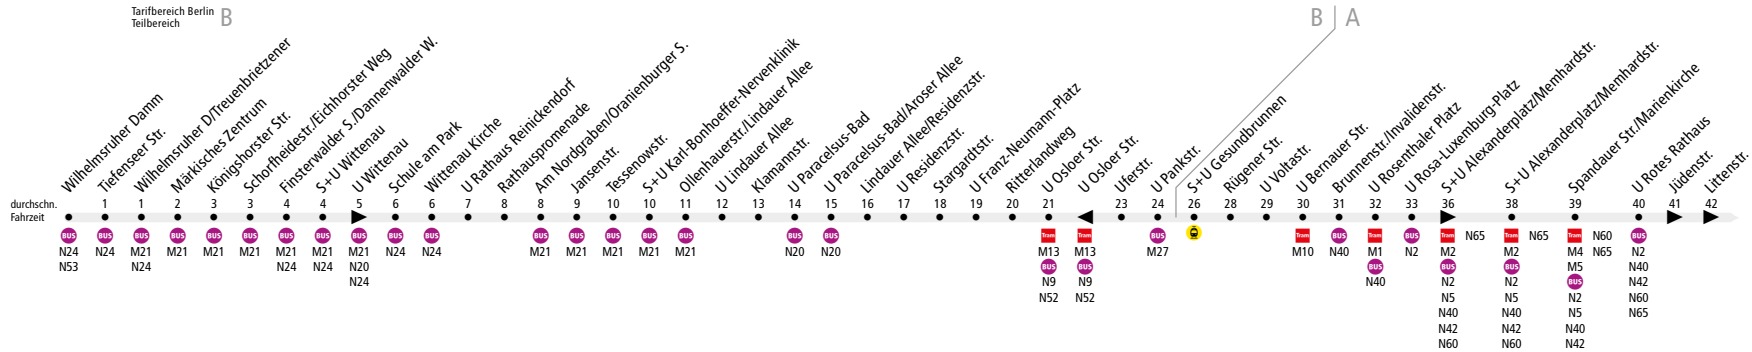 Tarifbereich Berlin
Teilbereich
B
B
A
Wilhelmsruher Damm
Tiefenseer Str.
Wilhelmsruher D/Treuenbrietzener
Märkisches Zentrum
Königshorster Str.
Schorfheidestr./Eichhorster Weg
Finsterwalder S./Dannenwalder W.
S+U Wittenau
U Wittenau
Schule am Park
Wittenau Kirche
U Rathaus Reinickendorf
Rathauspromenade
Am Nordgraben/Oranienburger S.
Jansenstr.
Tessenowstr.
S+U Karl-Bonhoeffer-Nervenklinik
Ollenhauerstr./Lindauer Allee
U Lindauer Allee
Klamannstr.
U Paracelsus-Bad
U Paracelsus-Bad/Aroser Allee
Lindauer Allee/Residenzstr.
U Residenzstr.
Stargardtstr.
U Franz-Neumann-Platz
Ritterlandweg
U Osloer Str.
U Osloer Str.
Uferstr.
U Pankstr.
S+U Gesundbrunnen
Rügener Str.
U Voltastr.
U Bernauer Str.
Brunnenstr./Invalidenstr.
U Rosenthaler Platz
U Rosa-Luxemburg-Platz
S+U Alexanderplatz/Memhardstr.
S+U Alexanderplatz/Memhardstr.
Spandauer Str./Marienkirche
U Rotes Rathaus
Jüdenstr.
Littenstr.
durchschn. 1 1 2 3 3 4 4 5 6 6 7 8 8 9 10 10 11 12 13 14 15 16 17 18 19 20 21 23 24 26 28 29 30 31 32 33 36 38 39 40 41 42
Fahrzeit
BUS BUS BUS BUS BUS BUS BUS BUS BUS BUS BUS BUS BUS BUS BUS BUS BUS BUS Tram Tram BUS Tram BUS Tram BUS Tram N65 Tram N65 Tram N60 BUS
N24 N24 M21 M21 M21 M21 M21 M21 M21 N24 N24 M21 M21 M21 M21 M21 N20 N20 M13 M13 M27 M10 N40 M1 N2 M2 M2 M4 N65 N2
N53 N24 N24 N24 N20 BUS BUS BUS BUS BUS M5 N40
N24 N9 N9 N40 N2 N2 BUS N42
N52 N52 N5 N5 N2 N60
N40 N40 N5 N65
N42 N42 N40
N60 N60 N42